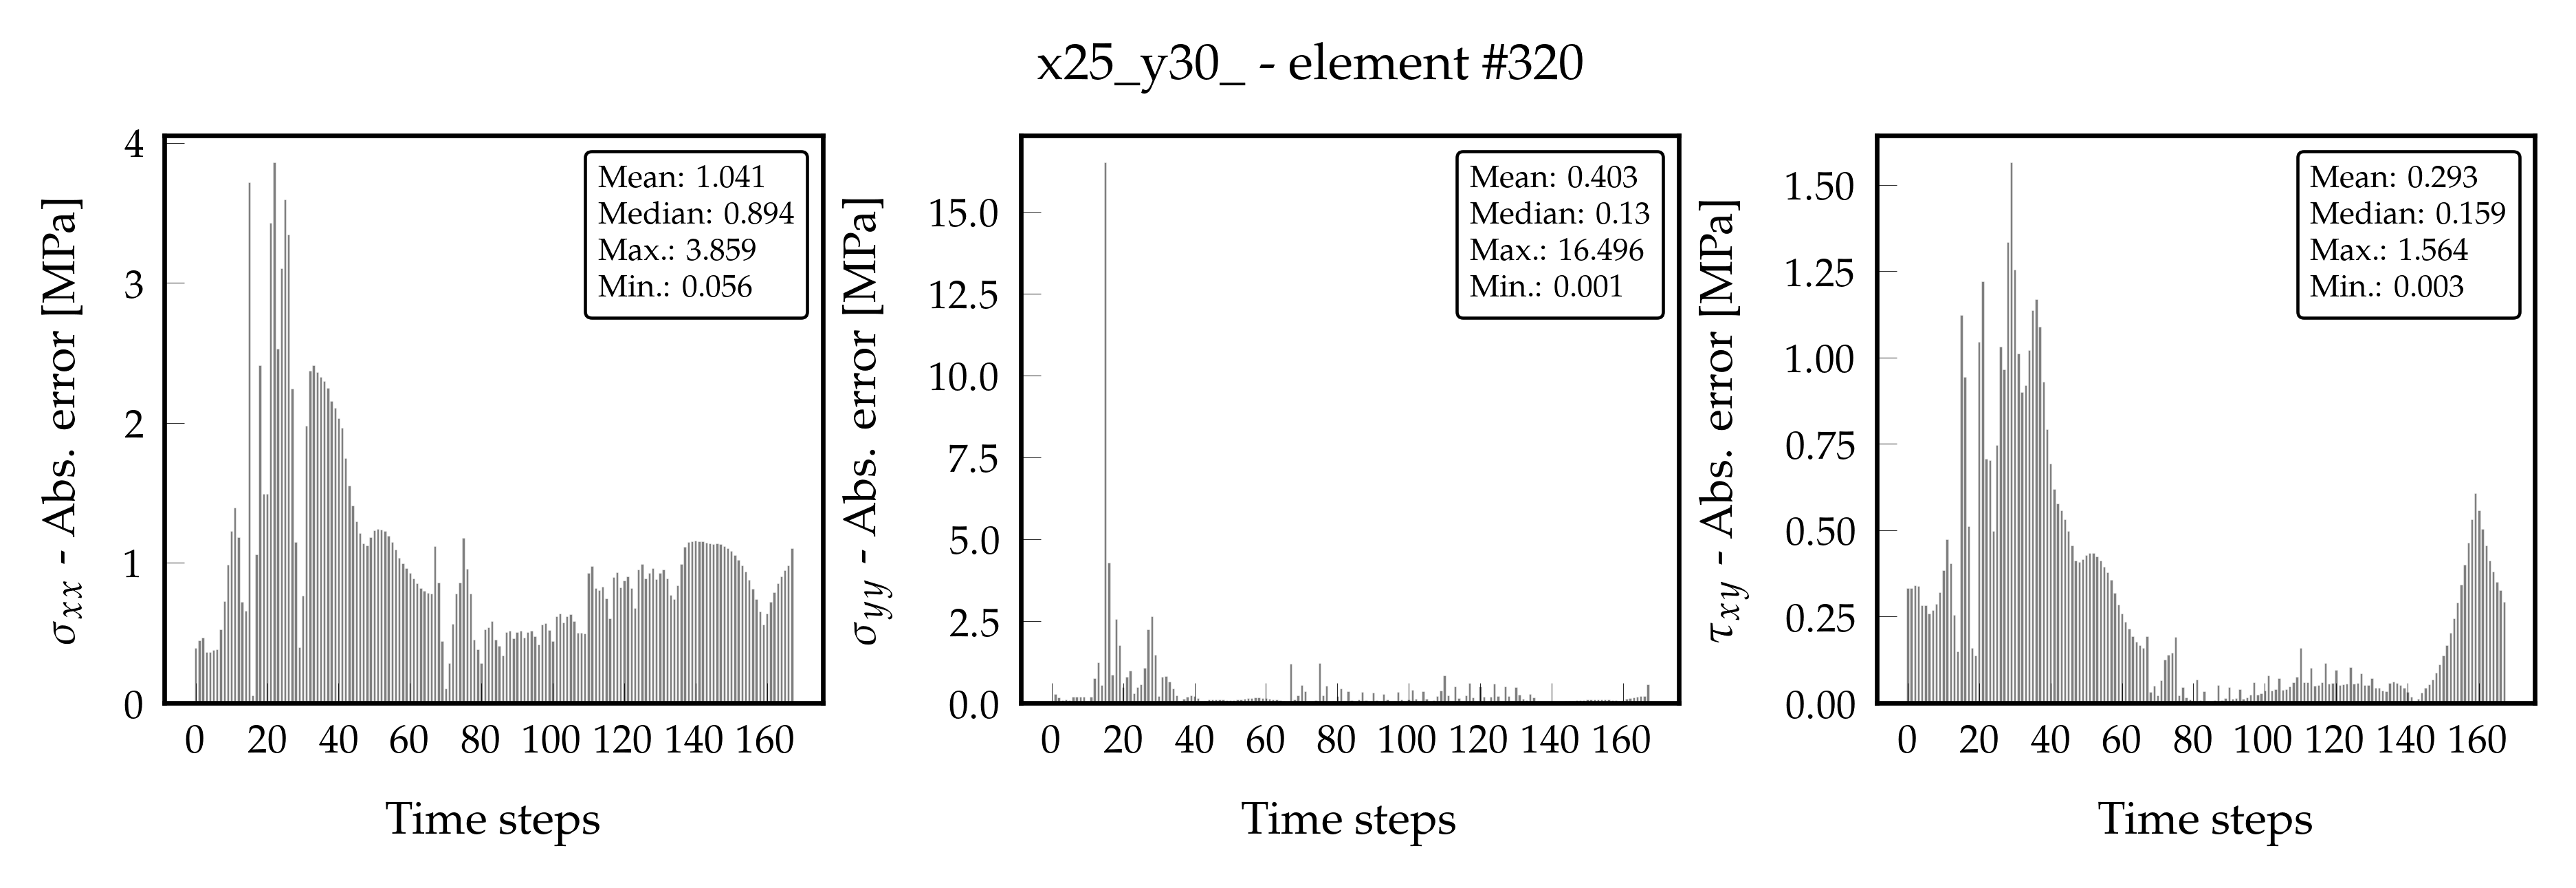 x25_y30_ - element #320
σxx - Abs. error [MPa]
4
3
2
1
0
0 20 40 60 80 100 120 140 160
Time steps
Mean: 1.041
Median: 0.894
Max.: 3.859
Min.: 0.056
σyy - Abs. error [MPa]
15.0
12.5
10.0
7.5
5.0
2.5
0.0
0 20 40 60 80 100 120 140 160
Time steps
Mean: 0.403
Median: 0.13
Max.: 16.496
Min.: 0.001
τxy - Abs. error [MPa]
1.50
1.25
1.00
0.75
0.50
0.25
0.00
0 20 40 60 80 100 120 140 160
Time steps
Mean: 0.293
Median: 0.159
Max.: 1.564
Min.: 0.003